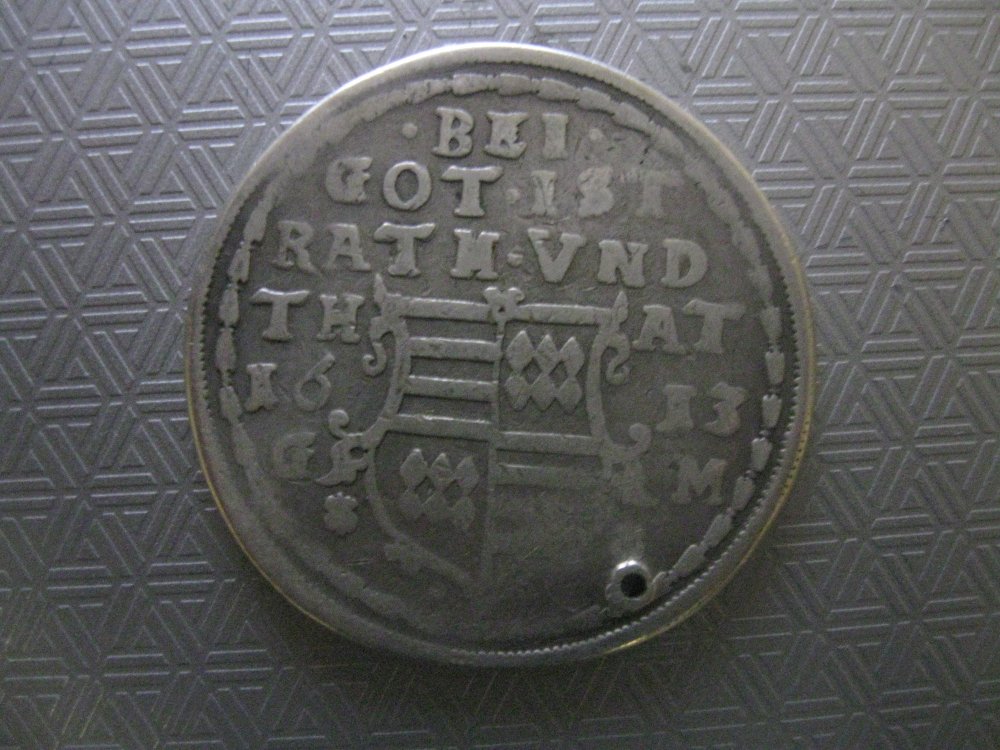 · BEI ·
GOT · IST
RATH · VND
TH AT
16 13
G M